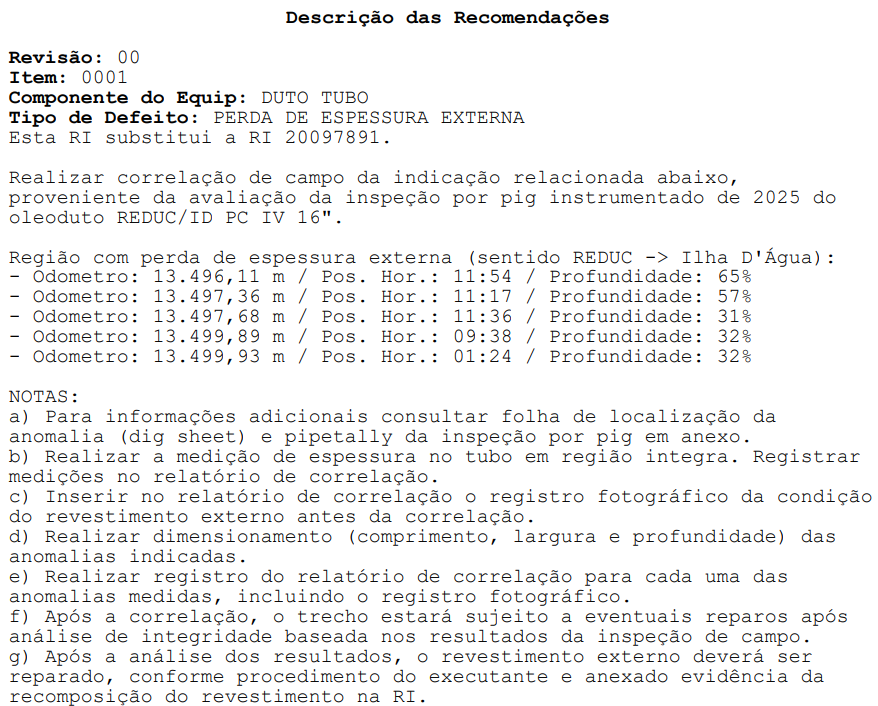 Descrição das Recomendações
Revisão: 00
Item: 0001
Componente do Equip: DUTO TUBO
Tipo de Defeito: PERDA DE ESPESSURA EXTERNA
Esta RI substitui a RI 20097891.
Realizar correlação de campo da indicação relacionada abaixo,
proveniente da avaliação da inspeção por pig instrumentado de 2025 do
oleoduto REDUC/ID PC IV 16".
Região com perda de espessura externa (sentido REDUC -> Ilha D'Água):
- Odometro: 13.496,11 m / Pos. Hor.: 11:54 / Profundidade: 65%
- Odometro: 13.497,36 m / Pos. Hor.: 11:17 / Profundidade: 57%
- Odometro: 13.497,68 m / Pos. Hor.: 11:36 / Profundidade: 31%
- Odometro: 13.499,89 m / Pos. Hor.: 09:38 / Profundidade: 32%
- Odometro: 13.499,93 m / Pos. Hor.: 01:24 / Profundidade: 32%
NOTAS:
a) Para informações adicionais consultar folha de localização da
anomalia (dig sheet) e pipetally da inspeção por pig em anexo.
b) Realizar a medição de espessura no tubo em região integra. Registrar
medições no relatório de correlação.
c) Inserir no relatório de correlação o registro fotográfico da condição
do revestimento externo antes da correlação.
d) Realizar dimensionamento (comprimento, largura e profundidade) das
anomalias indicadas.
e) Realizar registro do relatório de correlação para cada uma das
anomalias medidas, incluindo o registro fotográfico.
f) Após a correlação, o trecho estará sujeito a eventuais reparos após
análise de integridade baseada nos resultados da inspeção de campo.
g) Após a análise dos resultados, o revestimento externo deverá ser
reparado, conforme procedimento do executante e anexado evidência da
recomposição do revestimento na RI.